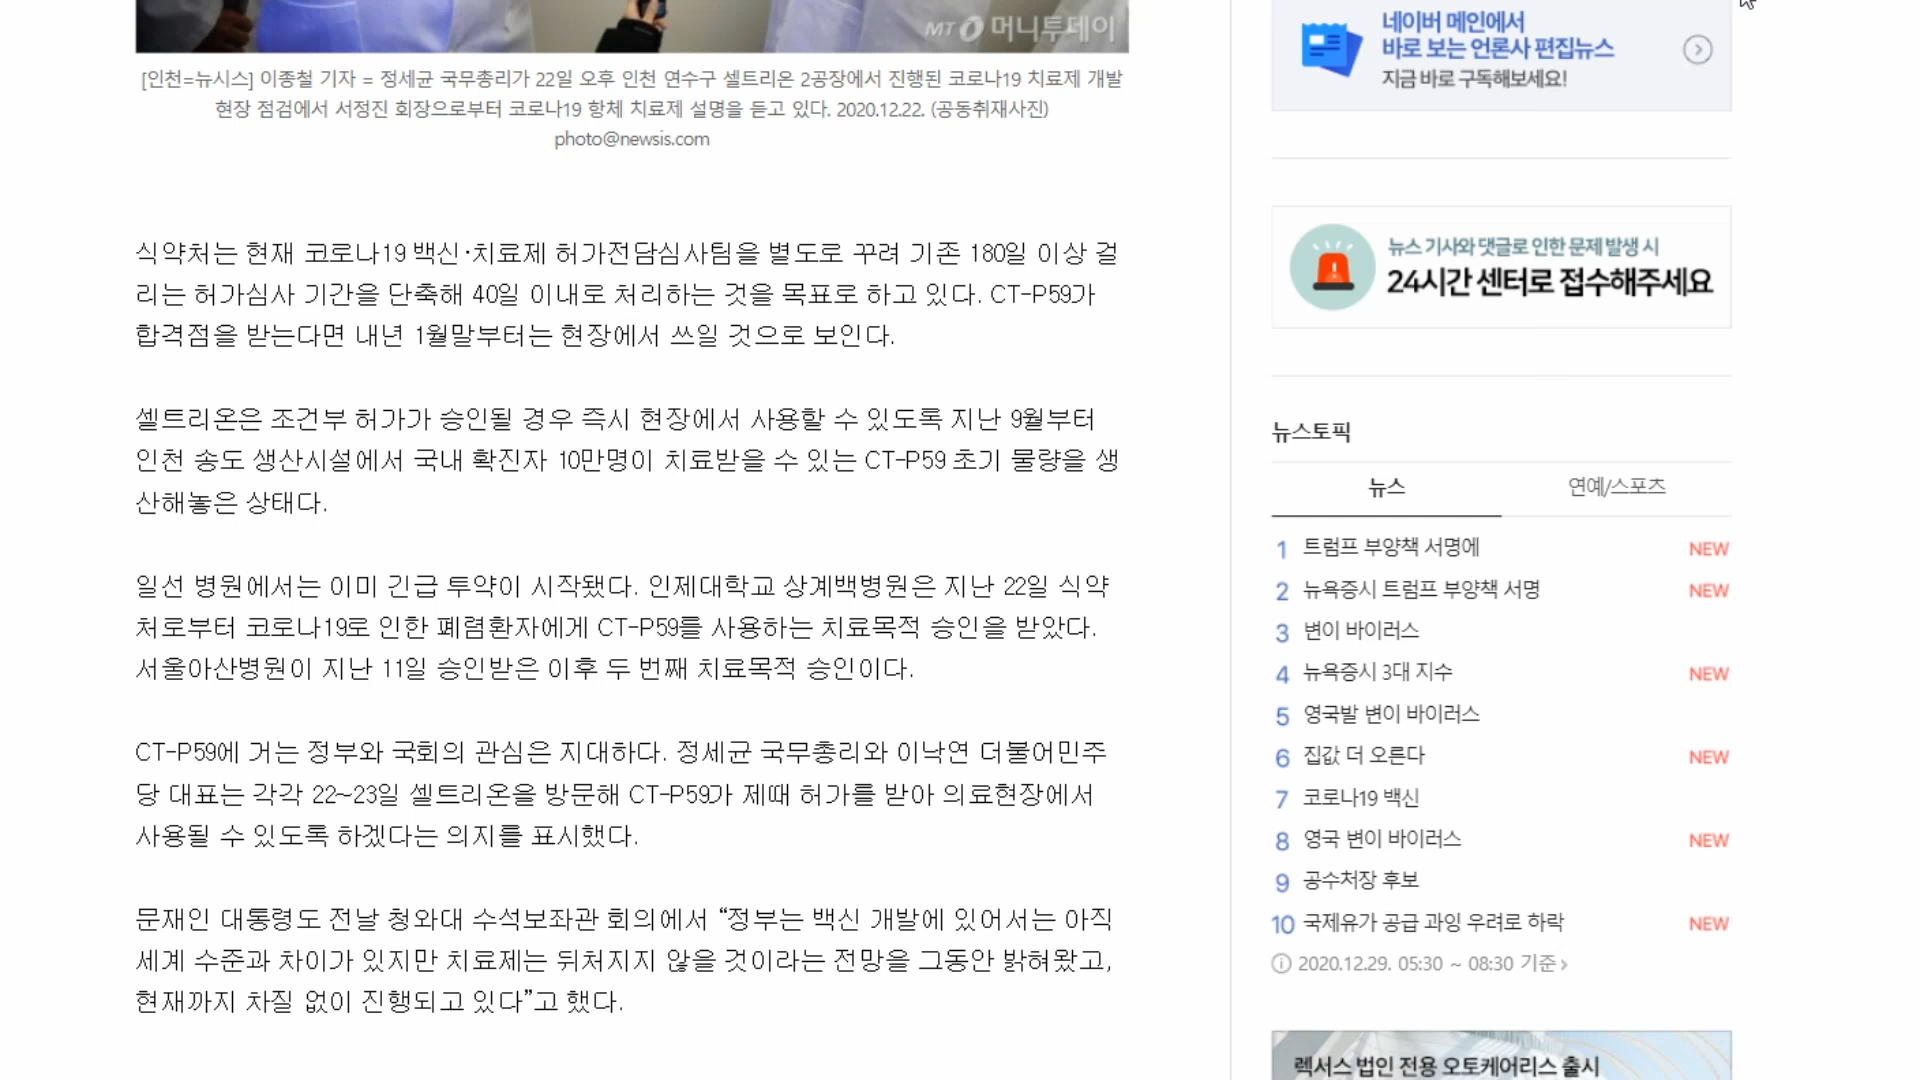 MT 머니투데이
[인천=뉴시스] 이종철 기자 = 정세균 국무총리가 22일 오후 인천 연수구 셀트리온 2공장에서 진행된 코로나19 치료제 개발
현장 점검에서 서정진 회장으로부터 코로나19 항체 치료제 설명을 듣고 있다. 2020.12.22. (공동취재사진)
photo@newsis.com
식약처는 현재 코로나19 백신·치료제 허가전담심사팀을 별도로 꾸려 기존 180일 이상 걸
리는 허가심사 기간을 단축해 40일 이내로 처리하는 것을 목표로 하고 있다. CT-P59가
합격점을 받는다면 내년 1월말부터는 현장에서 쓰일 것으로 보인다.
셀트리온은 조건부 허가가 승인될 경우 즉시 현장에서 사용할 수 있도록 지난 9월부터
인천 송도 생산시설에서 국내 확진자 10만명이 치료받을 수 있는 CT-P59 초기 물량을 생
산해놓은 상태다.
일선 병원에서는 이미 긴급 투약이 시작됐다. 인제대학교 상계백병원은 지난 22일 식약
처로부터 코로나19로 인한 폐렴환자에게 CT-P59를 사용하는 치료목적 승인을 받았다.
서울아산병원이 지난 11일 승인받은 이후 두 번째 치료목적 승인이다.
CT-P59에 거는 정부와 국회의 관심은 지대하다. 정세균 국무총리와 이낙연 더불어민주
당 대표는 각각 22~23일 셀트리온을 방문해 CT-P59가 제때 허가를 받아 의료현장에서
사용될 수 있도록 하겠다는 의지를 표시했다.
문재인 대통령도 전날 청와대 수석보좌관 회의에서 “정부는 백신 개발에 있어서는 아직
세계 수준과 차이가 있지만 치료제는 뒤처지지 않을 것이라는 전망을 그동안 밝혀왔고,
현재까지 차질 없이 진행되고 있다”고 했다.
네이버 메인에서
바로 보는 언론사 편집뉴스
지금 바로 구독해보세요!
뉴스 기사와 댓글로 인한 문제 발생 시
24시간 센터로 접수해주세요
뉴스토픽
뉴스 연예/스포츠
1 트럼프 부양책 서명에 NEW
2 뉴욕증시 트럼프 부양책 서명 NEW
3 변이 바이러스
4 뉴욕증시 3대 지수 NEW
5 영국발 변이 바이러스
6 집값 더 오른다 NEW
7 코로나19 백신
8 영국 변이 바이러스 NEW
9 공수처장 후보
10 국제유가 공급 과잉 우려로 하락 NEW
2020.12.29. 05:30 ~ 08:30 기준
렉서스 법인 전용 오토케어리스 출시